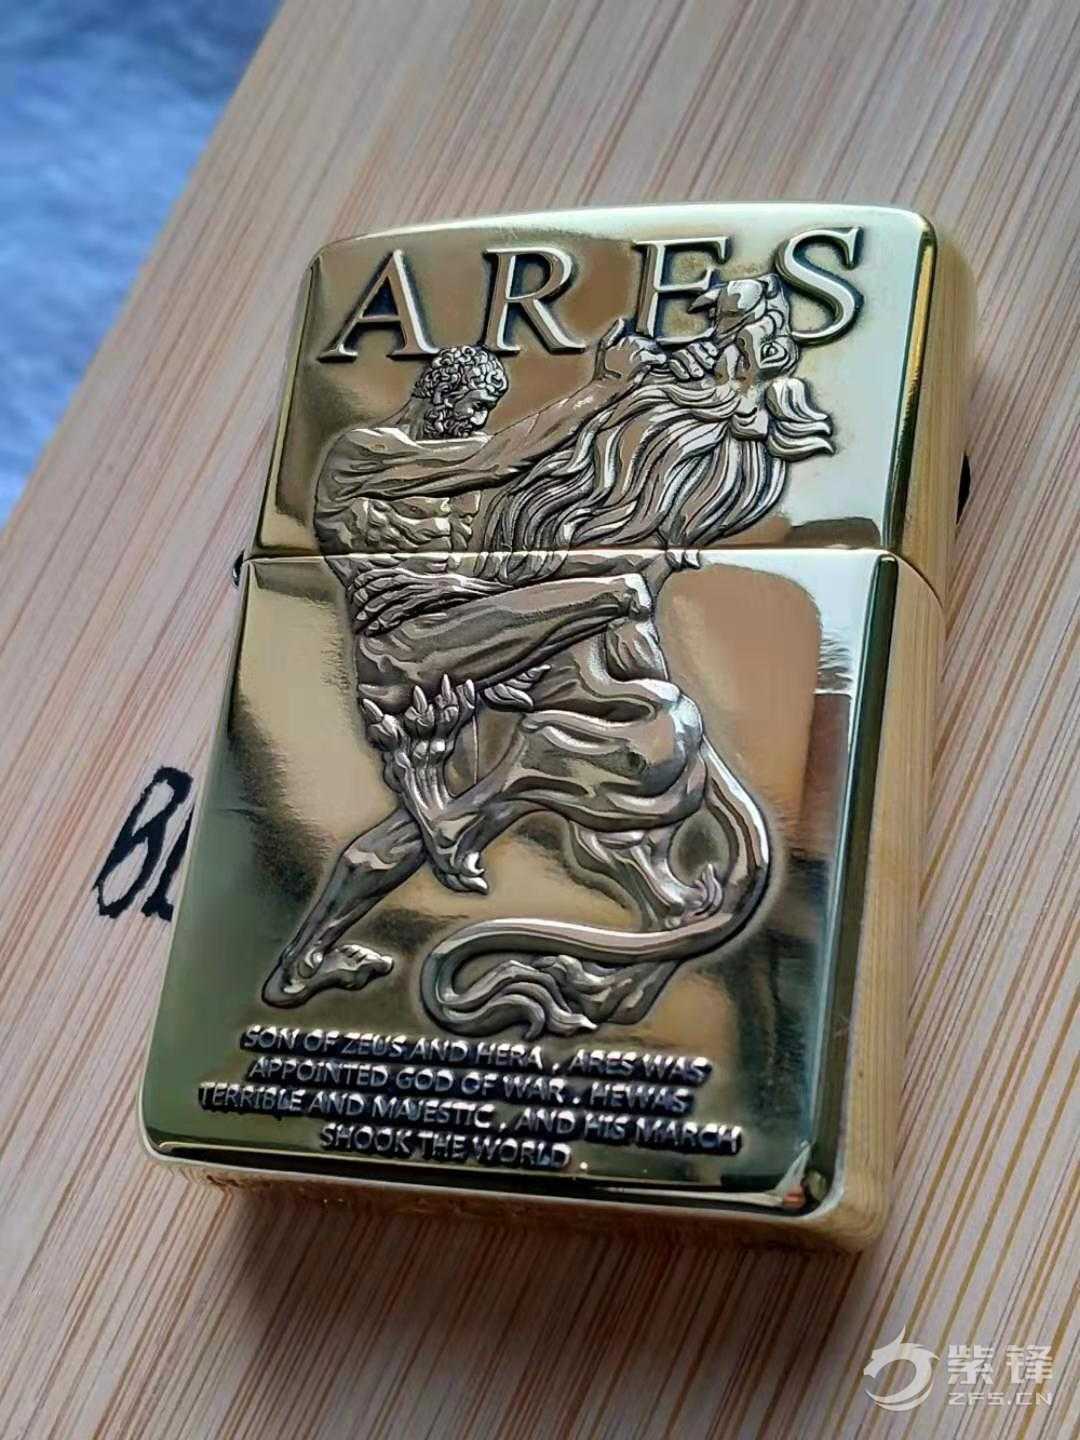 ARES
SON OF ZEUS AND HERA , ARES WAS
APPOINTED GOD OF WAR . HEWAS
TERRIBLE AND MAJESTIC , AND HIS MARCH
SHOOK THE WORLD .
紫锋
ZFS.CN